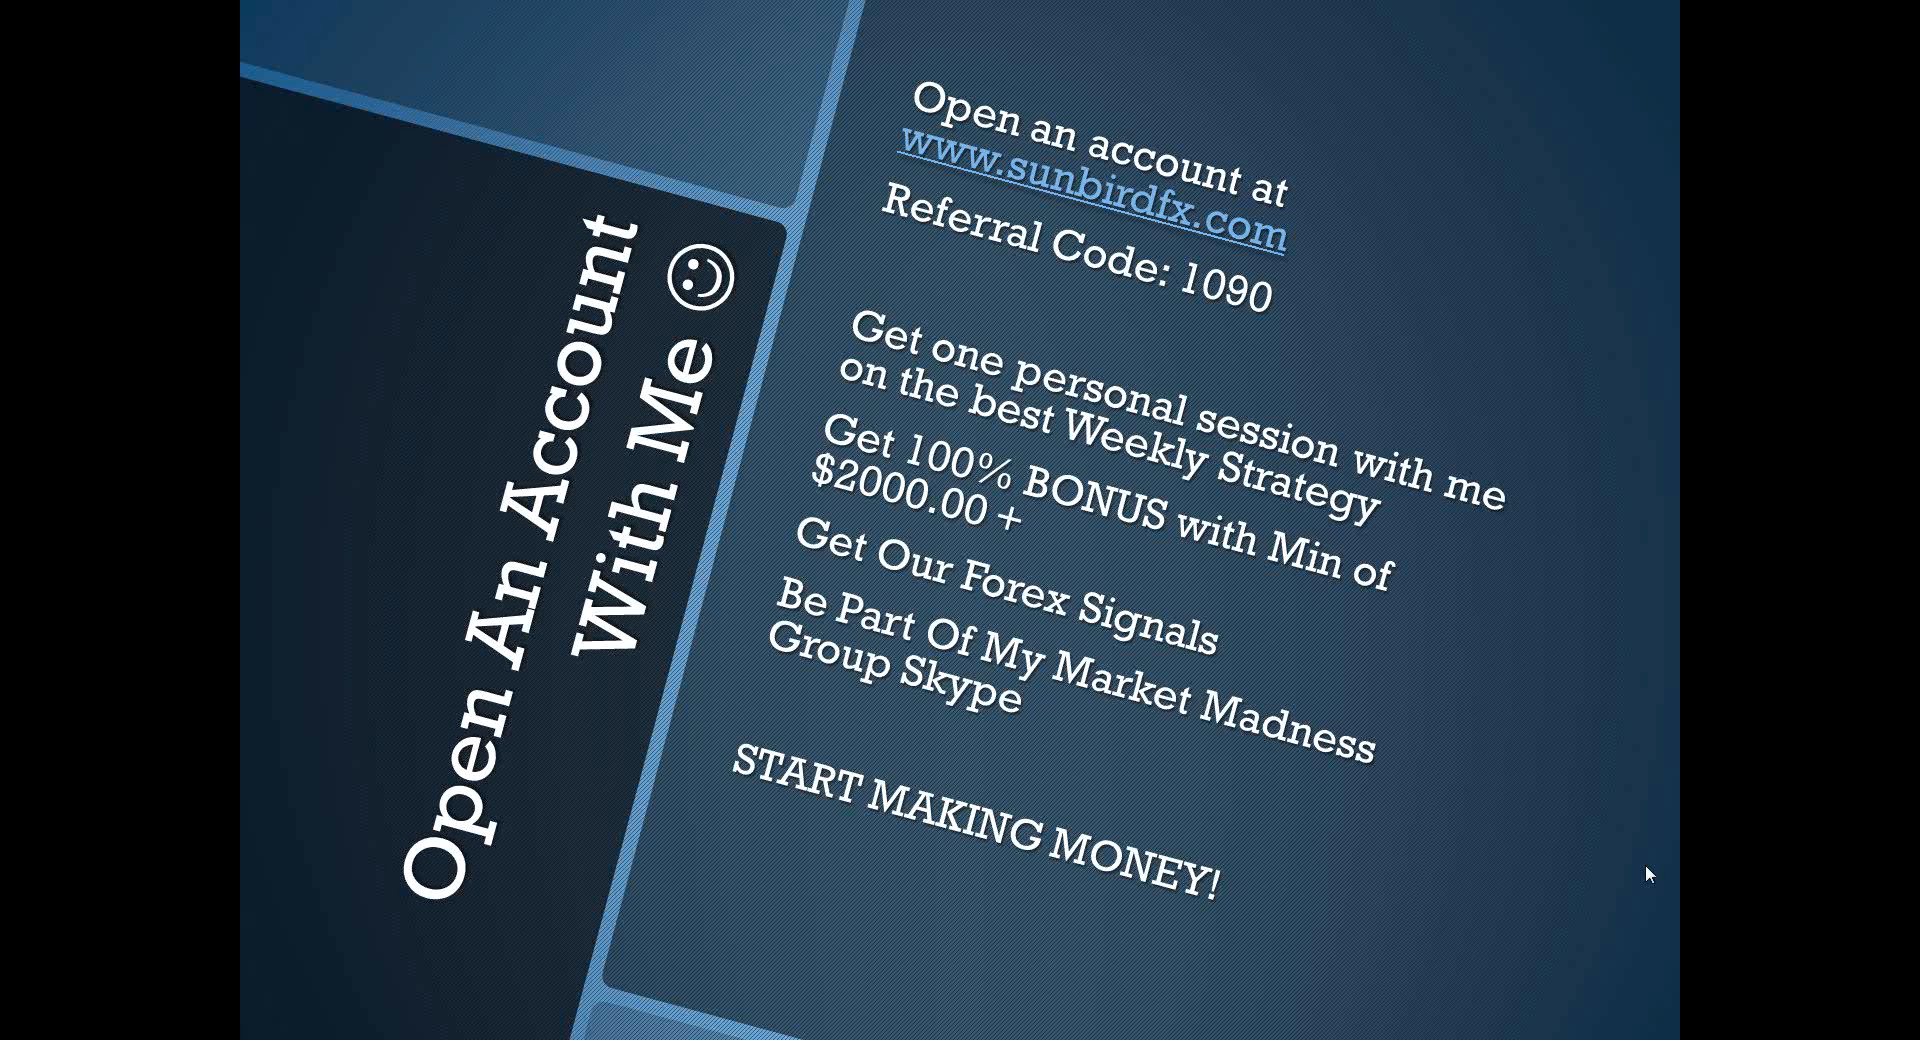 Open An Account
With Me ☺
Open an account at
www.sunbirdfx.com
Referral Code: 1090
Get one personal session with me
on the best Weekly Strategy
Get 100% BONUS with Min of
$2000.00 +
Get Our Forex Signals
Be Part Of My Market Madness
Group Skype
START MAKING MONEY!